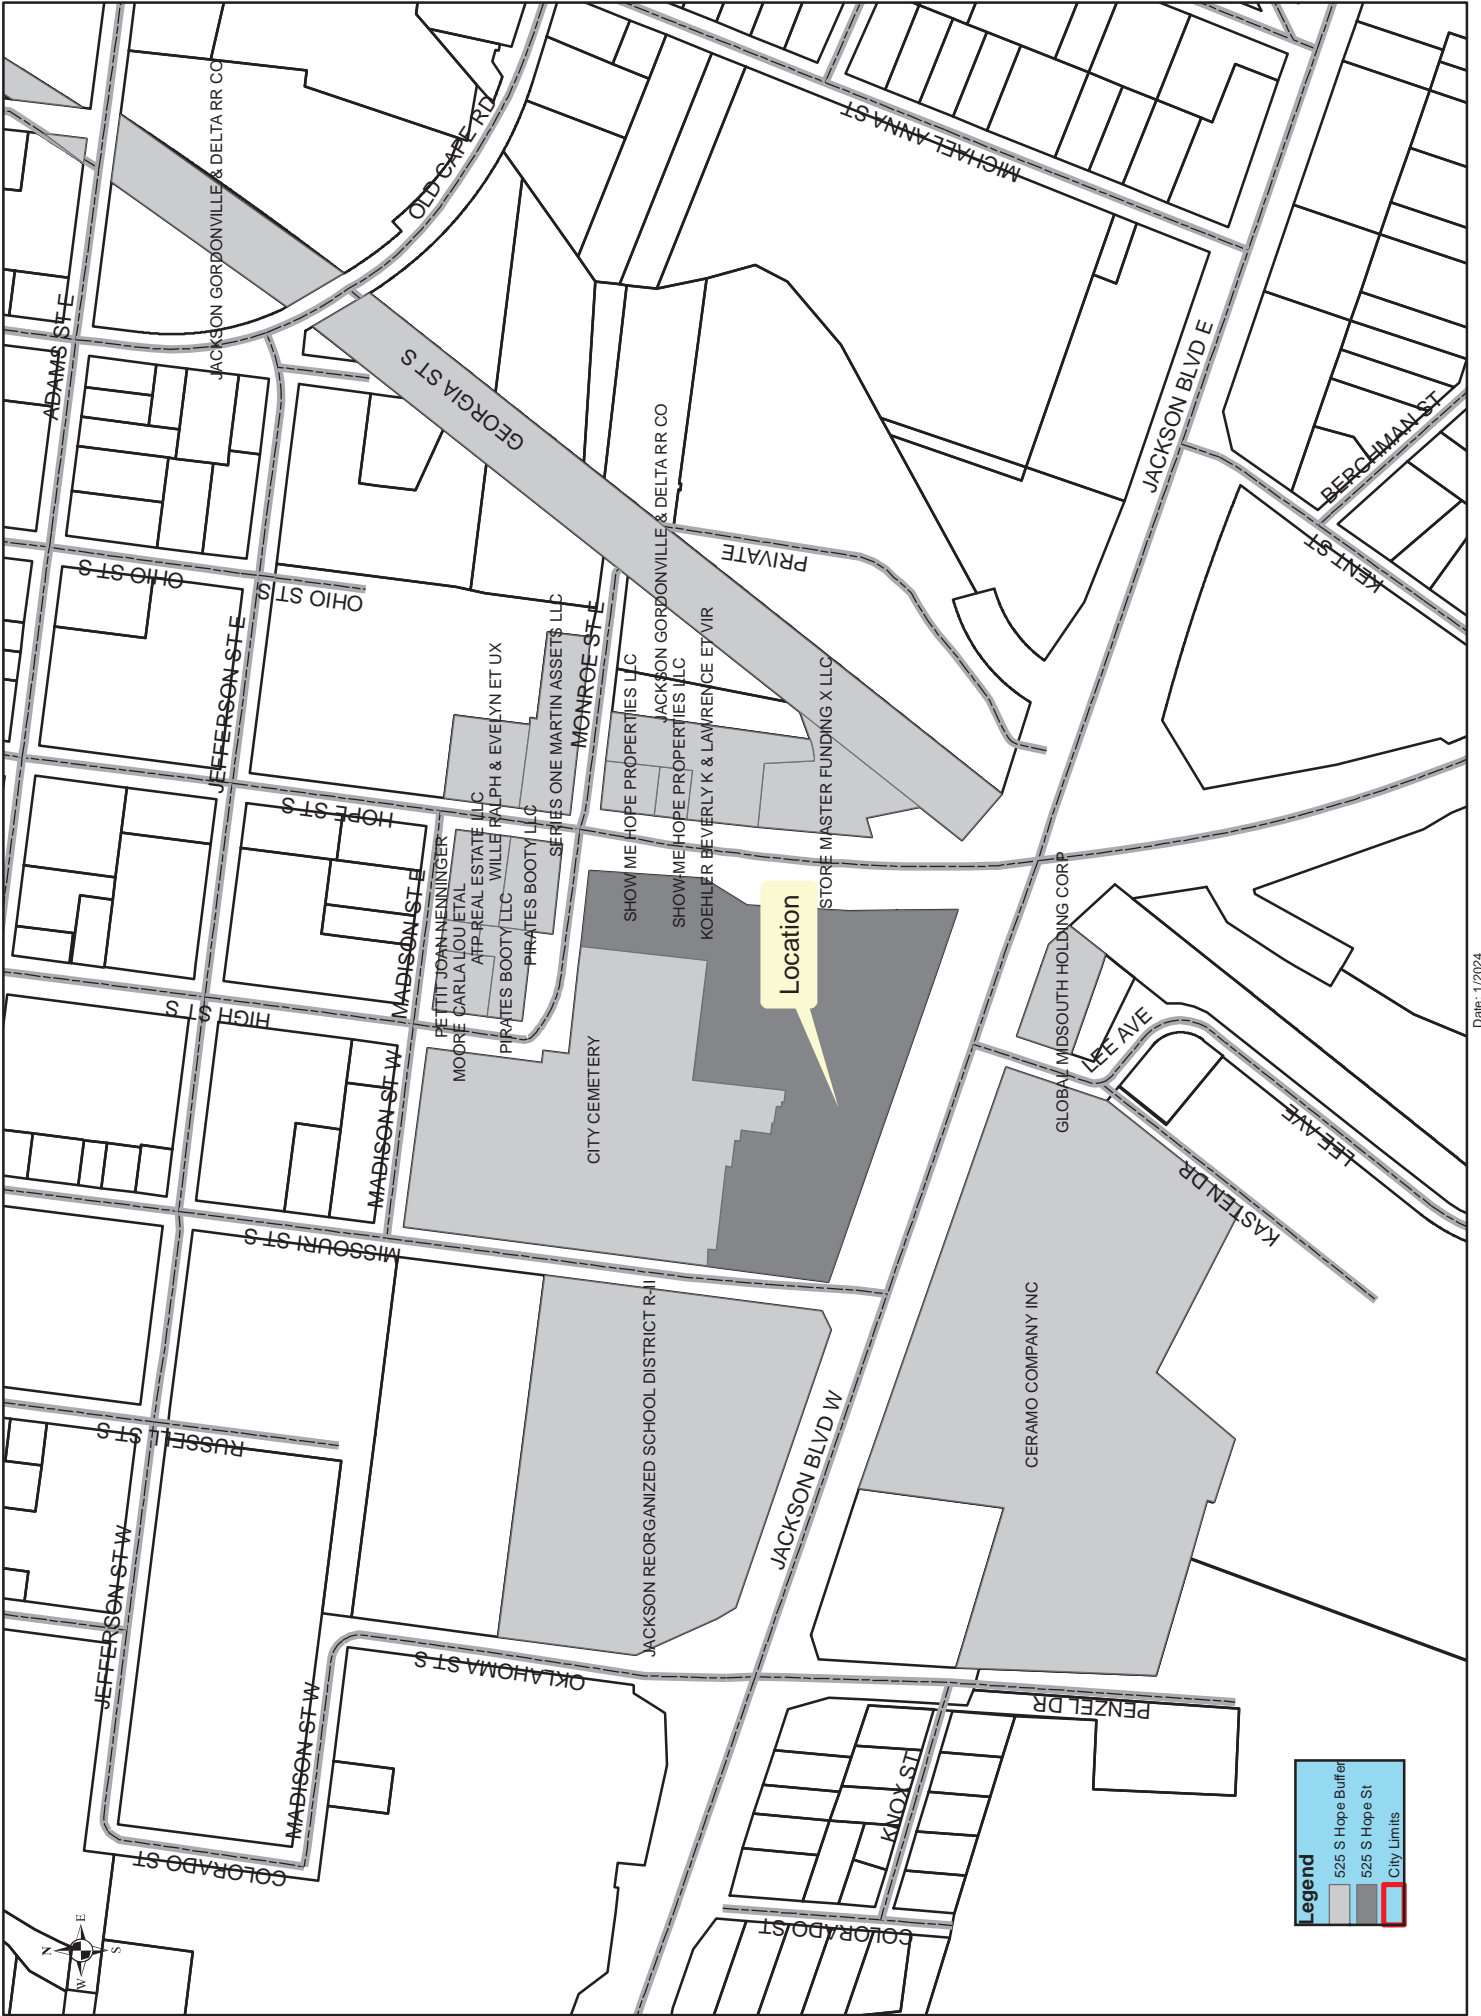 ADAMS ST E
JACKSON GORDONVILLE & DELTA RR CO
OLD CAPE RD
MICHAEL ANNA ST
GEORGIA ST S
OHIO ST S
OHIO ST S
JEFFERSON ST E
PRIVATE
JACKSON GORDONVILLE & DELTA RR CO
JACKSON BLVD E
BERCHMAN ST
KENT ST
HOPE ST S
MONROE ST E
WILLE RALPH & EVELYN ET UX
SERIES ONE MARTIN ASSETS LLC
SHOW ME HOPE PROPERTIES LLC
SHOW-ME HOPE PROPERTIES LLC
KOEHLER BEVERLY K & LAWRENCE ET VIR
STORE MASTER FUNDING X LLC
MADISON ST E
PETTIT JOAN NENNINGER
MOORE CARLA LOU ETAL
ATP REAL ESTATE LLC
PIRATES BOOTY LLC
PIRATES BOOTY LLC
HIGH ST S
MADISON ST W
CITY CEMETERY
Location
GLOBAL MIDSOUTH HOLDING CORP
LEE AVE
LEE AVE
KASTEN DR
MISSOURI ST S
JACKSON REORGANIZED SCHOOL DISTRICT R-II
CERAMO COMPANY INC
JACKSON BLVD W
RUSSELL ST S
JEFFERSON ST W
OKLAHOMA ST S
MADISON ST W
PENZEL DR
KNOX ST
COLORADO ST
COLORADO ST
N
E
S
W
Legend
525 S Hope Buffer
525 S Hope St
City Limits
Date: 1/2024